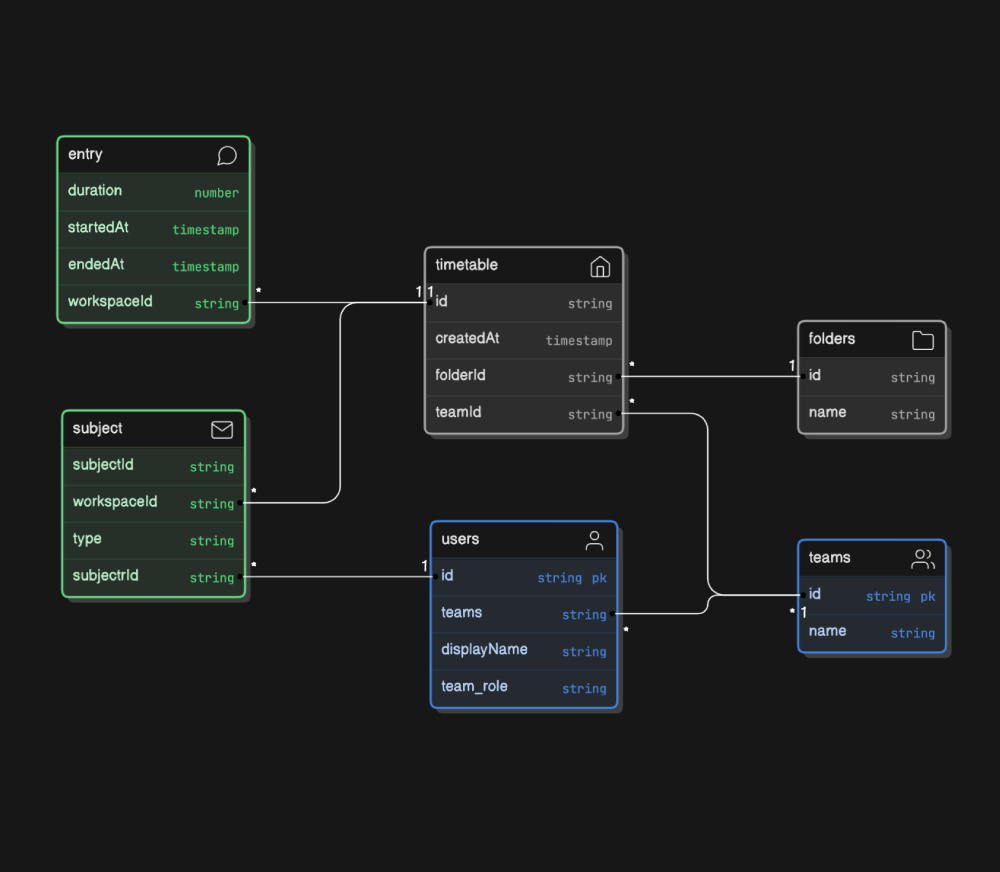 entry
duration number
startedAt timestamp
endedAt timestamp
workspaceId string
*
timetable
1 1
id string
createdAt timestamp
folderId string
*
teamId string
*
folders
1
id string
name string
subject
subjectId string
workspaceId string
*
type string
subjectrId string
*
users
1
id string pk
teams string
*
displayName string
team_role string
teams
id string pk
* 1
name string